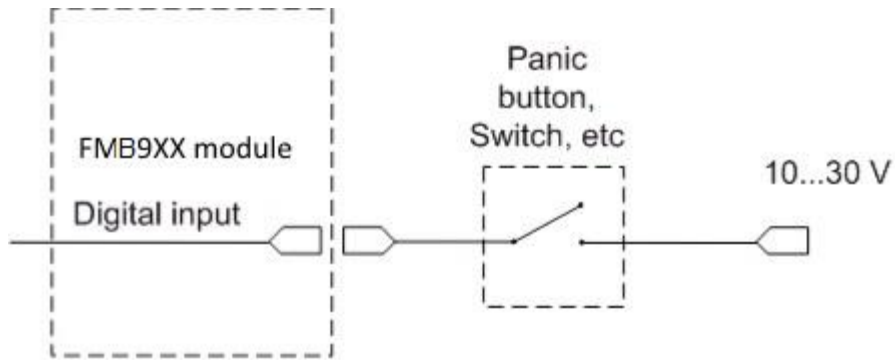 Panic
button,
Switch, etc
FMB9XX module
10...30 V
Digital input